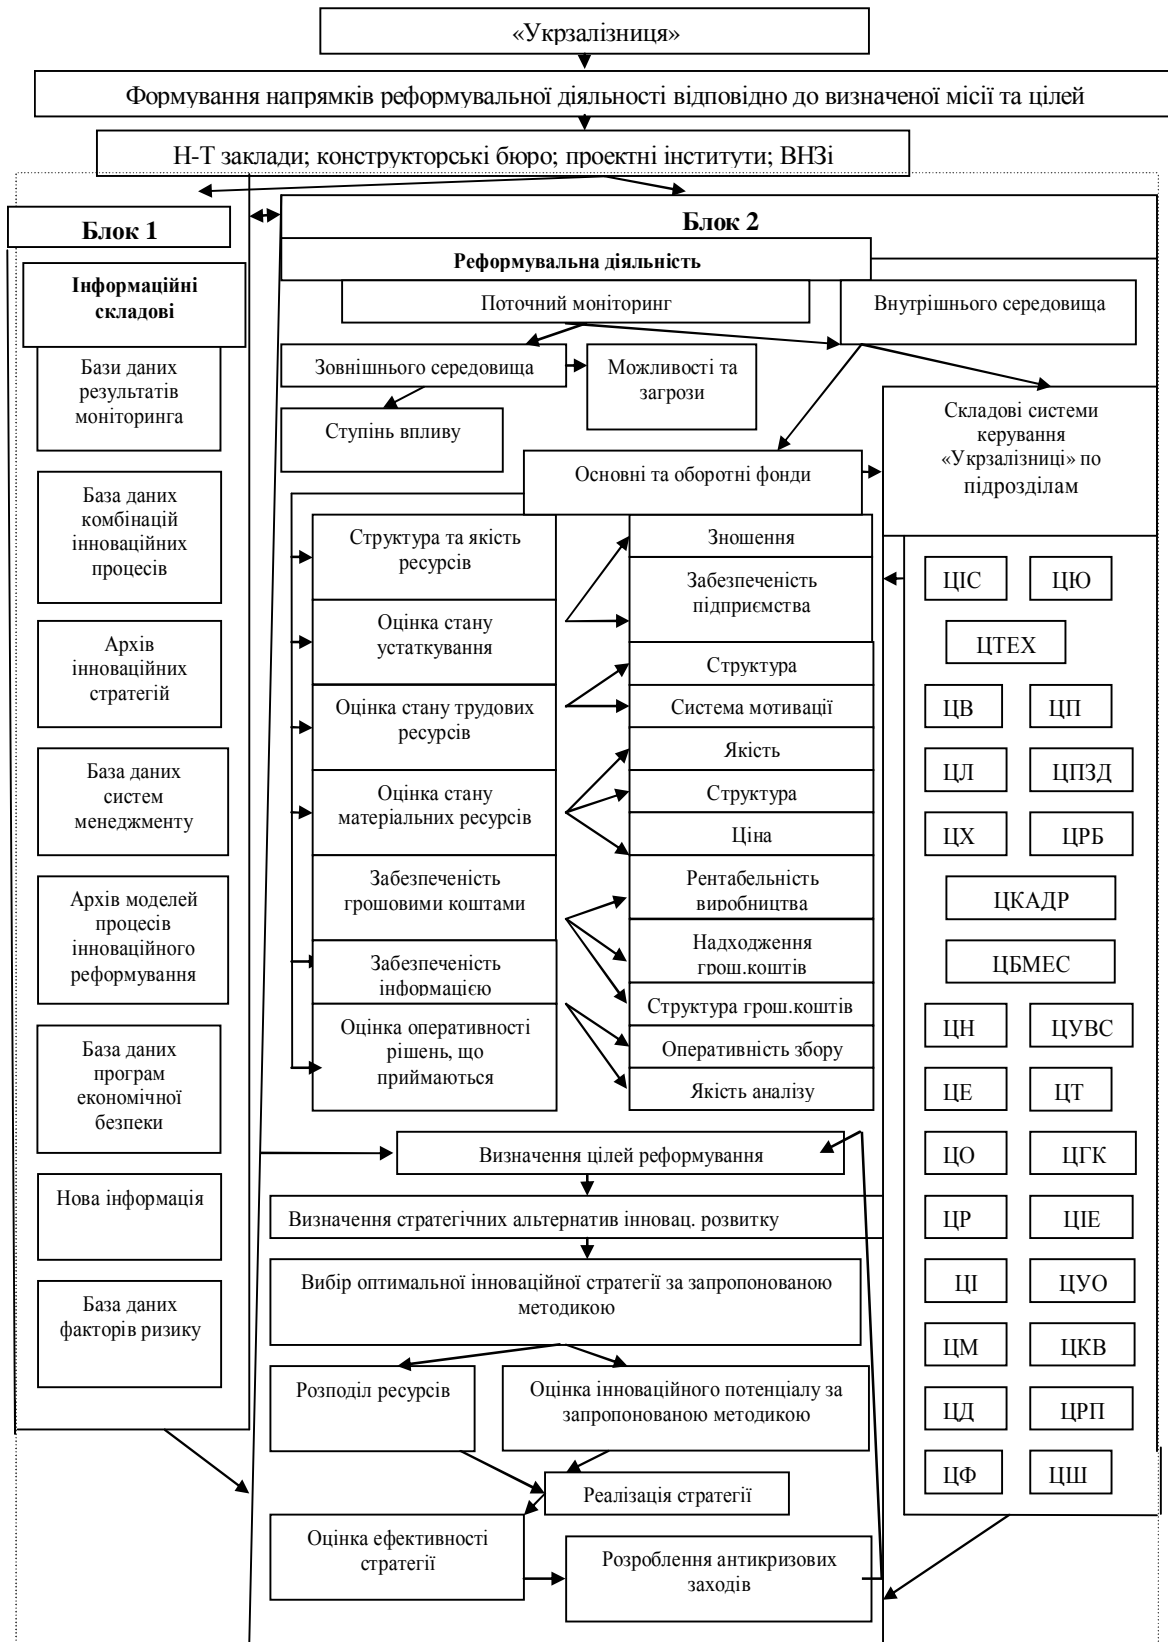 «Укрзалізниця»
Формування напрямків реформувальної діяльності відповідно до визначеної місії та цілей
Н-Т заклади; конструкторські бюро; проектні інститути; ВНЗі
Блок 1
Інформаційні
складові
Бази даних
результатів
моніторинга
База даних
комбінацій
інноваційних
процесів
Архів
інноваційних
стратегій
База даних
систем
менеджменту
Архів моделей
процесів
інноваційного
реформування
База даних
програм
економічної
безпеки
Нова інформація
База даних
факторів ризику
Блок 2
Реформувальна діяльність
Поточний моніторинг
Внутрішнього середовища
Зовнішнього середовища
Можливості та
загрози
Ступінь впливу
Основні та оборотні фонди
Складові системи
керування
«Укрзалізниці» по
підрозділам
Структура та якість
ресурсів
Оцінка стану
устаткування
Оцінка стану трудових
ресурсів
Оцінка стану
матеріальних ресурсів
Забезпеченість
грошовими коштами
Забезпеченість
інформацією
Оцінка оперативності
рішень, що
приймаються
Зношення
Забезпеченість
підприємства
Структура
Система мотивації
Якість
Структура
Ціна
Рентабельність
виробництва
Надходження
грош.коштів
Структура грош.коштів
Оперативність збору
Якість аналізу
ЦІС ЦЮ
ЦТЕХ
ЦВ ЦП
ЦЛ ЦПЗД
ЦХ ЦРБ
ЦКАДР
ЦБМЕС
ЦН ЦУВС
ЦЕ ЦТ
ЦО ЦГК
ЦР ЦІЕ
ЦІ ЦУО
ЦМ ЦКВ
ЦД ЦРП
ЦФ ЦШ
Визначення цілей реформування
Визначення стратегічних альтернатив інновац. розвитку
Вибір оптимальної інноваційної стратегії за запропонованою
методикою
Розподіл ресурсів
Оцінка інноваційного потенціалу за
запропонованою методикою
Реалізація стратегії
Оцінка ефективності
стратегії
Розроблення антикризових
заходів